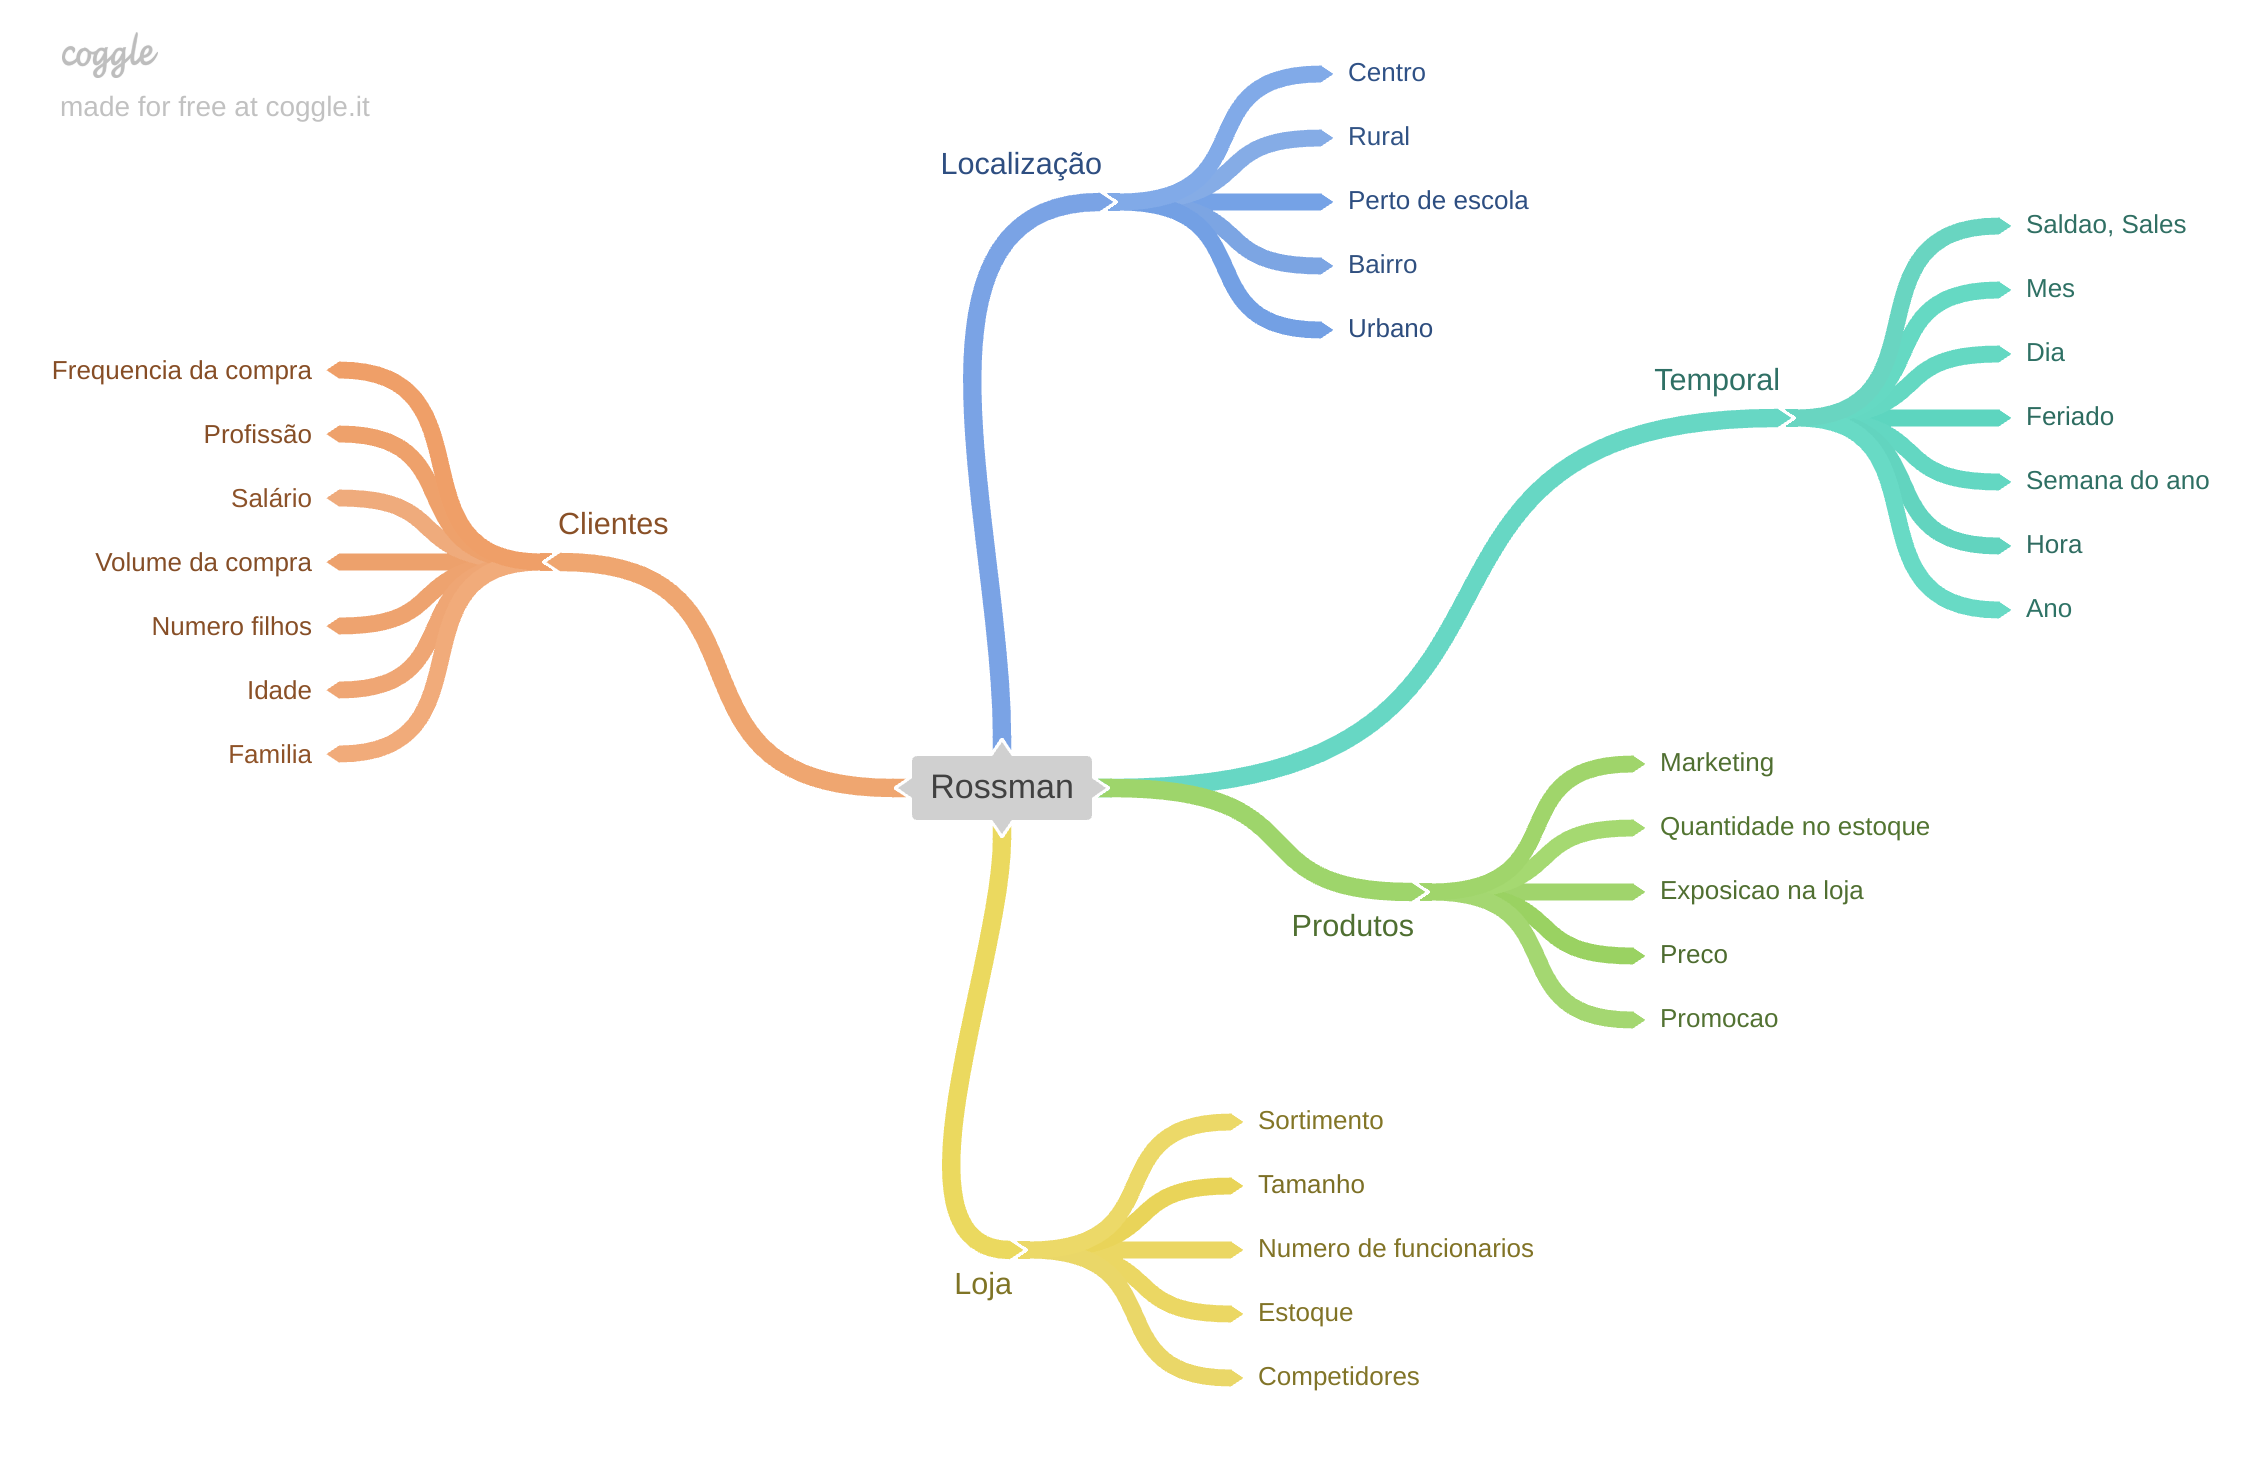 coggle
made for free at coggle.it
Localização
Centro
Rural
Perto de escola
Bairro
Urbano
Temporal
Saldao, Sales
Mes
Dia
Feriado
Semana do ano
Hora
Ano
Clientes
Frequencia da compra
Profissão
Salário
Volume da compra
Numero filhos
Idade
Familia
Rossman
Produtos
Marketing
Quantidade no estoque
Exposicao na loja
Preco
Promocao
Loja
Sortimento
Tamanho
Numero de funcionarios
Estoque
Competidores